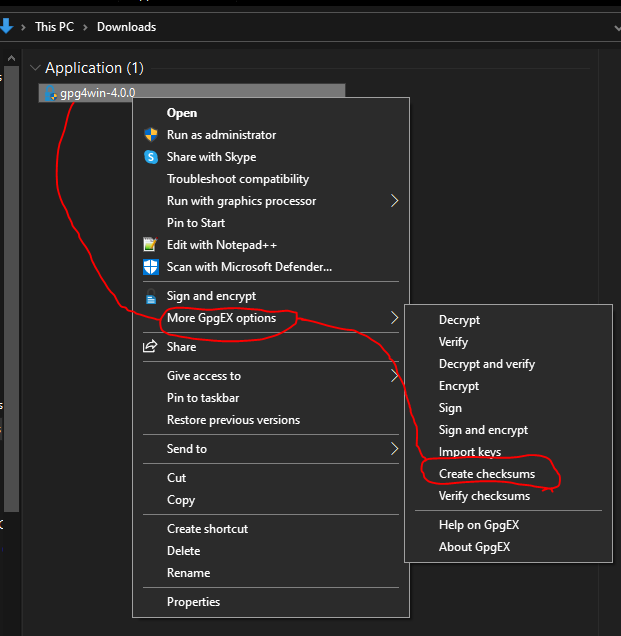 This PC
Downloads
Application (1)
gpg4win-4.0.0
Open
Run as administrator
Share with Skype
Troubleshoot compatibility
Run with graphics processor
Pin to Start
Edit with Notepad++
Scan with Microsoft Defender...
Sign and encrypt
More GpgEX options
Share
Give access to
Pin to taskbar
Restore previous versions
Send to
Cut
Copy
Create shortcut
Delete
Rename
Properties
Decrypt
Verify
Decrypt and verify
Encrypt
Sign
Sign and encrypt
Import keys
Create checksums
Verify checksums
Help on GpgEX
About GpgEX